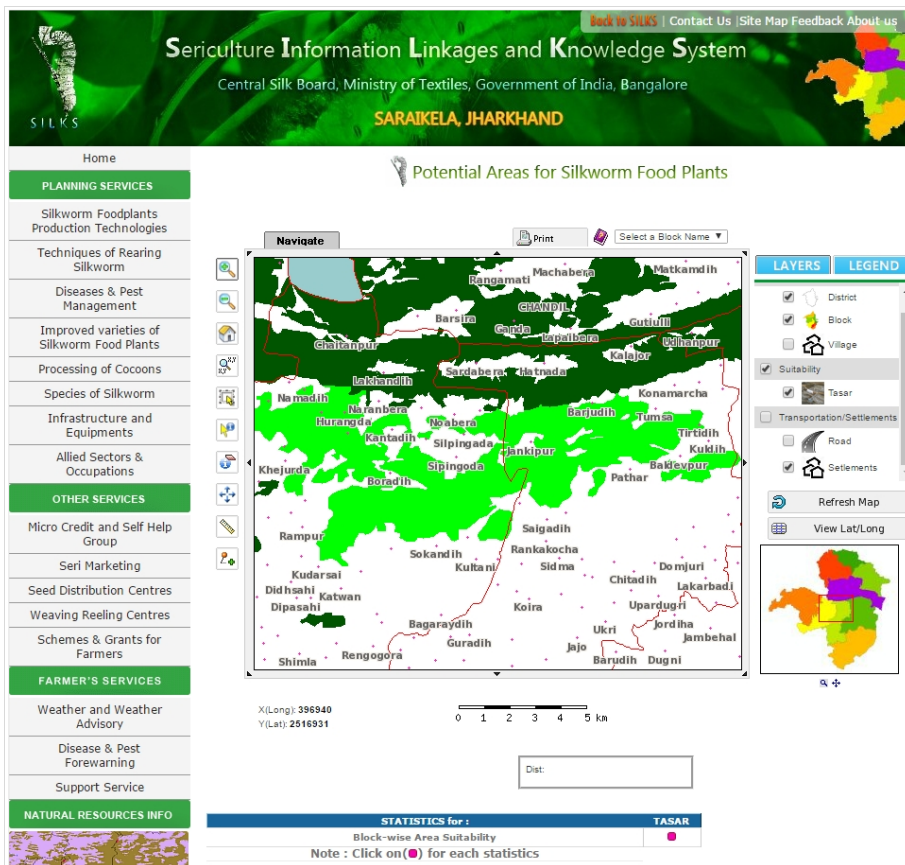 Back to SILKS | Contact Us |Site Map Feedback About us
Sericulture Information Linkages and Knowledge System
Central Silk Board, Ministry of Textiles, Government of India, Bangalore
SARAIKELA, JHARKHAND
SILKS
Home
PLANNING SERVICES
Silkworm Foodplants
Production Technologies
Techniques of Rearing
Silkworm
Diseases & Pest
Management
Improved varieties of
Silkworm Food Plants
Processing of Cocoons
Species of Silkworm
Infrastructure and
Equipments
Allied Sectors &
Occupations
OTHER SERVICES
Micro Credit and Self Help
Group
Seri Marketing
Seed Distribution Centres
Weaving Reeling Centres
Schemes & Grants for
Farmers
FARMER'S SERVICES
Weather and Weather
Advisory
Disease & Pest
Forewarning
Support Service
NATURAL RESOURCES INFO
Potential Areas for Silkworm Food Plants
Navigate
Print
Select a Block Name
X,Y
x,y
Machabera
Matkamdih
Rangamati
CHANDIL
Barsira
Gutiulli
Ganda
Lapaibera
Chaitanpur
Udhanpur
Kalajor
Sardabera
Hatnada
Lakhandih
Namadih
Konamarcha
Naranbera
Barjudih
Hurangda
Noabera
Tumsa
Kantadih
Tirtidih
Silpingada
Jankipur
Kuldih
Khejurda
Sipingoda
Baldevpur
Boradih
Pathar
Rampur
Saigadih
Sokandih
Rankakocha
Kultani
Sidma
Domjuri
Kudarsai
Chitadih
Lakarbadi
Didhsahi
Katwan
Dipasahi
Koira
Upardugri
Bagaraydih
Jordiha
Ukri
Jambehal
Guradih
Jajo
Rengogora
Shimla
Barudih
Dugni
LAYERS
LEGEND
District
Block
Village
Suitability
Tasar
Transportation/Settlements
Road
Setlements
Refresh Map
View Lat/Long
X(Long): 396940
Y(Lat): 2516931
0 1 2 3 4 5 km
Dist:
STATISTICS for : TASAR
Block-wise Area Suitability
Note : Click on( ) for each statistics